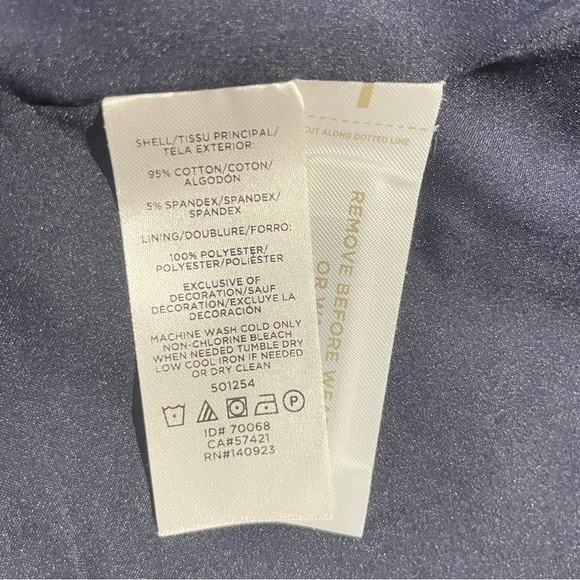 SHELL/TISSU PRINCIPAL/
TELA EXTERIOR:
95% COTTON/COTON/
ALGODÓN
5% SPANDEX/SPANDEX/
SPANDEX
LINING/DOUBLURE/FORRO:
100% POLYESTER/
POLYESTER/POLIÉSTER
EXCLUSIVE OF
DECORATION/SAUF
DÉCORATION/EXCLUYE LA
DECORACIÓN
MACHINE WASH COLD ONLY
NON-CHLORINE BLEACH
WHEN NEEDED TUMBLE DRY
LOW COOL IRON IF NEEDED
OR DRY CLEAN
501254
P
ID# 70068
CA#57421
RN#140923
CUT ALONG DOTTED LINE
REMOVE BEFORE WEA
OR